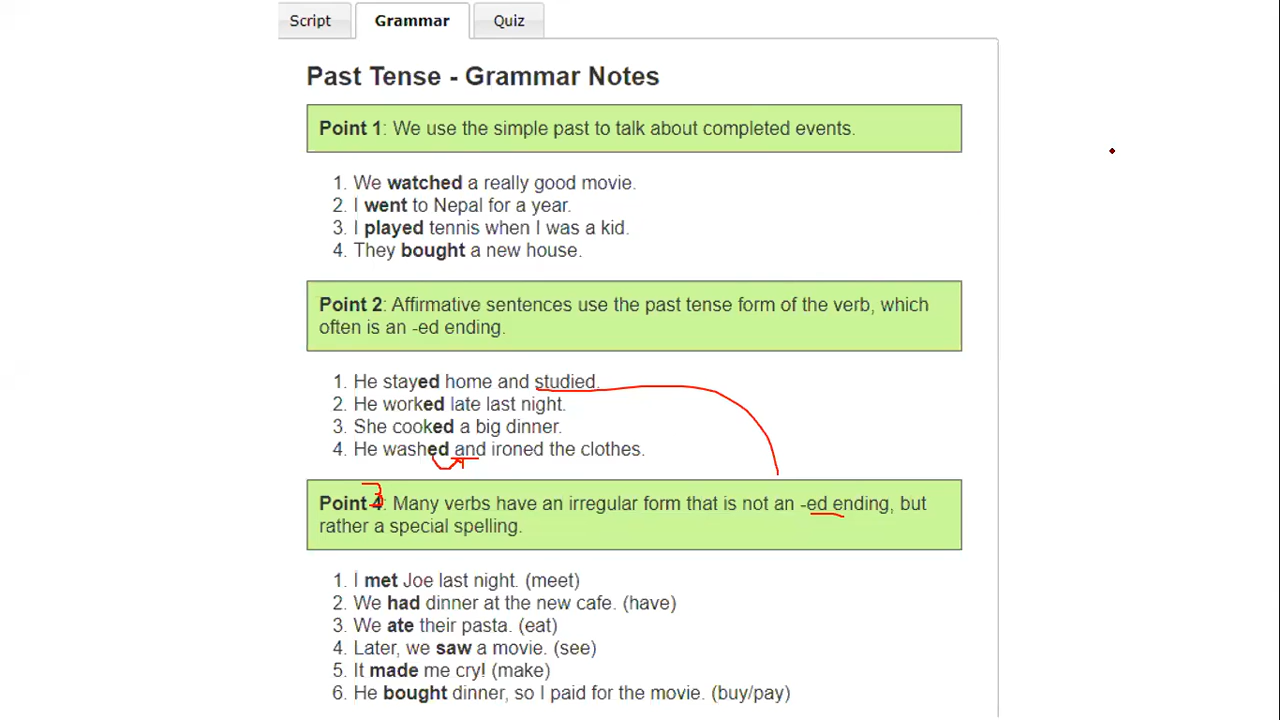 Script Grammar Quiz
Past Tense - Grammar Notes
Point 1: We use the simple past to talk about completed events.
1. We watched a really good movie.
2. I went to Nepal for a year.
3. I played tennis when I was a kid.
4. They bought a new house.
Point 2: Affirmative sentences use the past tense form of the verb, which
often is an -ed ending.
1. He stayed home and studied.
2. He worked late last night.
3. She cooked a big dinner.
4. He washed and ironed the clothes.
Point 4: Many verbs have an irregular form that is not an -ed ending, but
rather a special spelling.
1. I met Joe last night. (meet)
2. We had dinner at the new cafe. (have)
3. We ate their pasta. (eat)
4. Later, we saw a movie. (see)
5. It made me cry! (make)
6. He bought dinner, so I paid for the movie. (buy/pay)